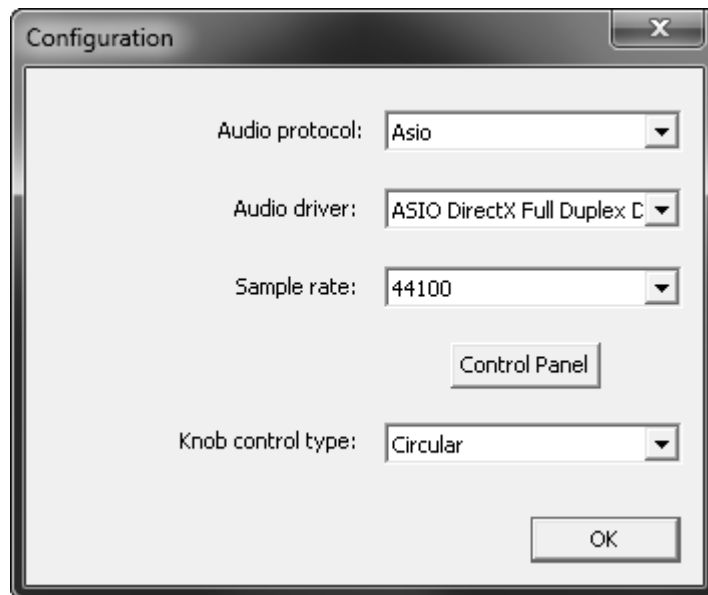 Configuration
Audio protocol: Asio
Audio driver: ASIO DirectX Full Duplex D
Sample rate: 44100
Control Panel
Knob control type: Circular
OK